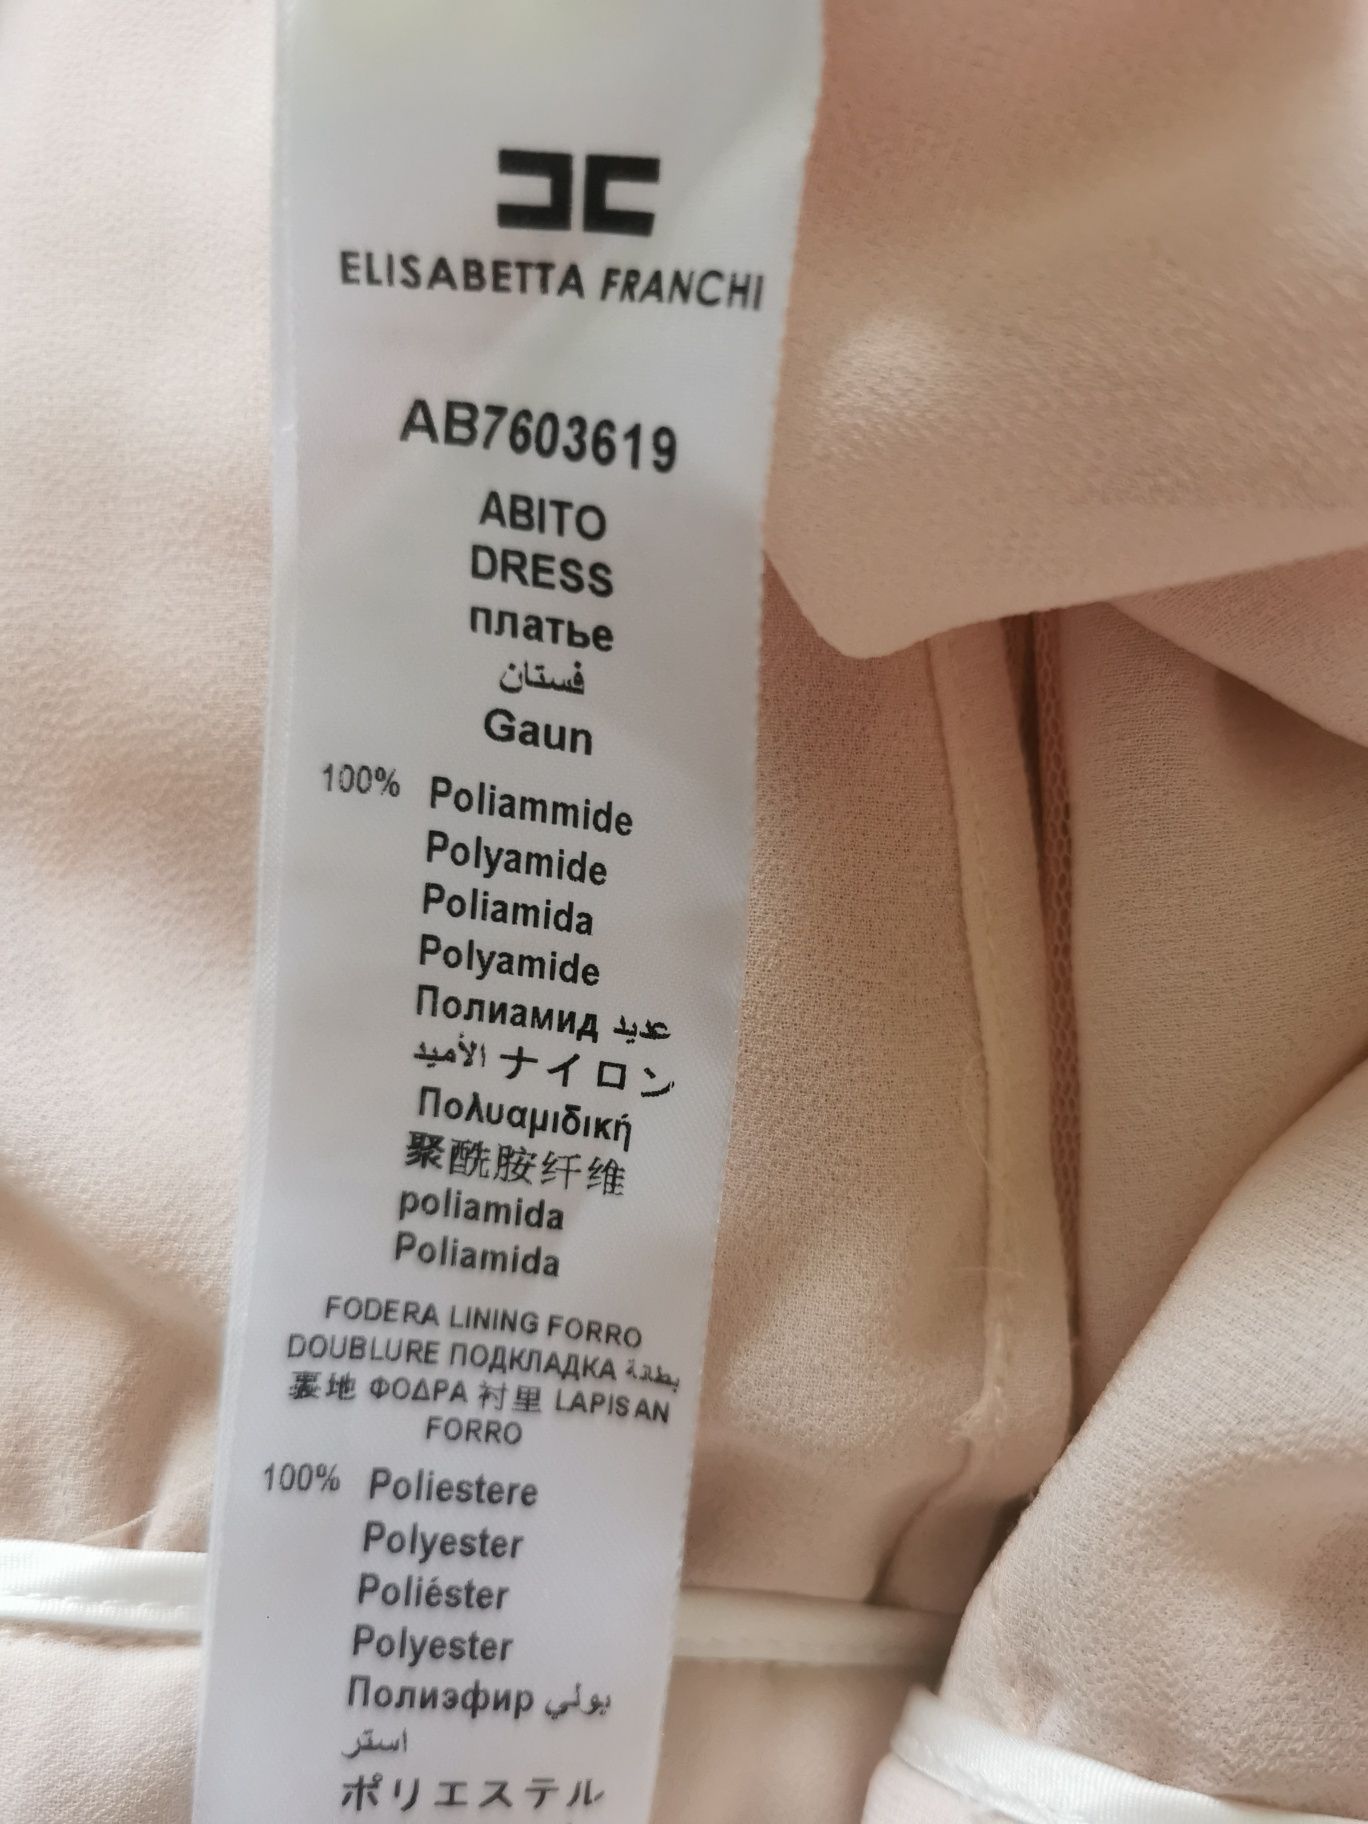 ELISABETTA FRANCHI
AB7603619
ABITO
DRESS
платье
فستان
Gaun
100% Poliammide
Polyamide
Poliamida
Polyamide
Полиамид عديد
الأميد ナイロン
Πολυαμιδική
聚酰胺纤维
poliamida
Poliamida
FODERA LINING FORRO
DOUBLURE ПОДКЛАДКА بطانة
裏地 ΦΟΔΡΑ 衬里 LAPISAN
FORRO
100% Poliestere
Polyester
Poliéster
Polyester
Полиэфир بولي
استر
ポリエステル